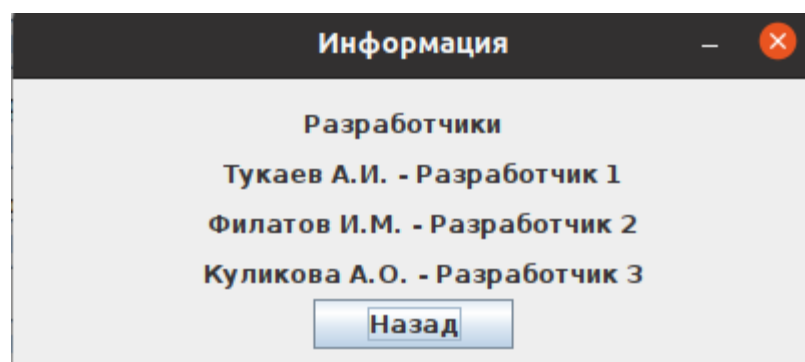 Информация
Разработчики
Тукаев А.И. - Разработчик 1
Филатов И.М. - Разработчик 2
Куликова А.О. - Разработчик 3
Назад